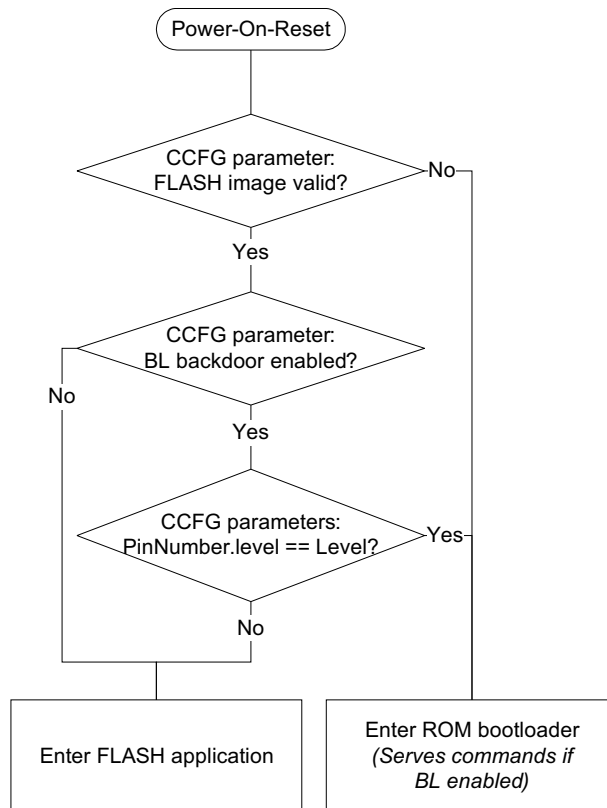 Power-On-Reset
CCFG parameter:
FLASH image valid?
No
Yes
CCFG parameter:
BL backdoor enabled?
No
Yes
CCFG parameters:
PinNumber.level == Level?
Yes
No
Enter FLASH application
Enter ROM bootloader
(Serves commands if
BL enabled)